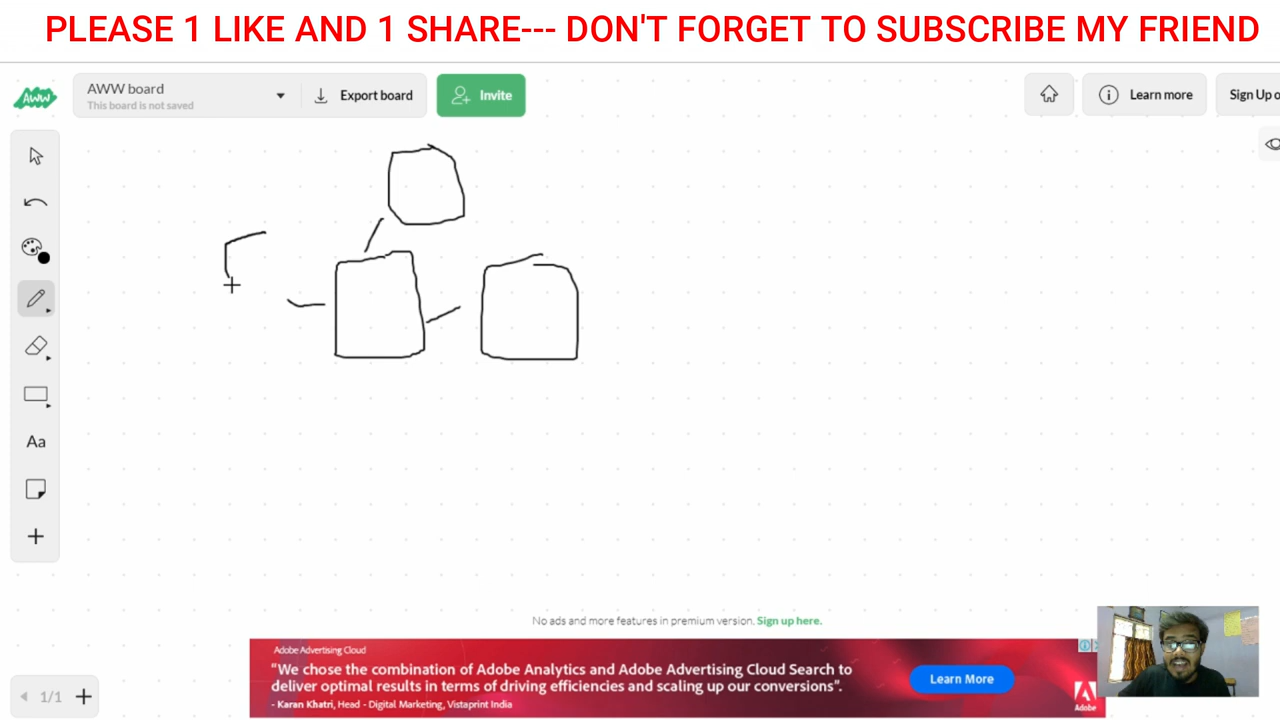 PLEASE 1 LIKE AND 1 SHARE--- DON'T FORGET TO SUBSCRIBE MY FRIEND
AWW
AWW board
This board is not saved
Export board
Invite
Learn more
Sign Up o
Aa
No ads and more features in premium version. Sign up here.
Adobe Advertising Cloud
“We chose the combination of Adobe Analytics and Adobe Advertising Cloud Search to
deliver optimal results in terms of driving efficiencies and scaling up our conversions”.
- Karan Khatri, Head - Digital Marketing, Vistaprint India
Learn More
Adobe
1/1